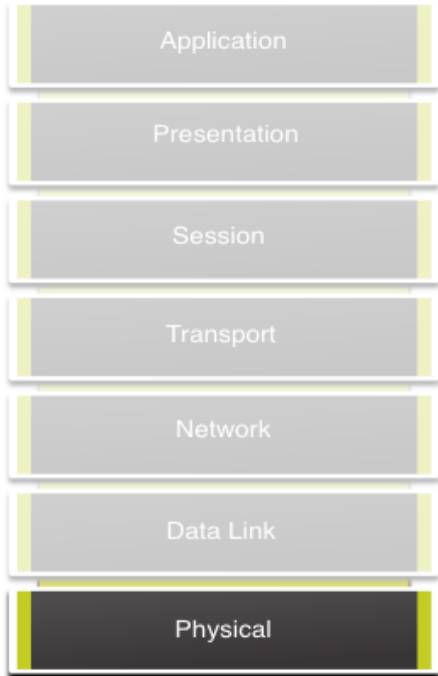 Application
Presentation
Session
Transport
Network
Data Link
Physical